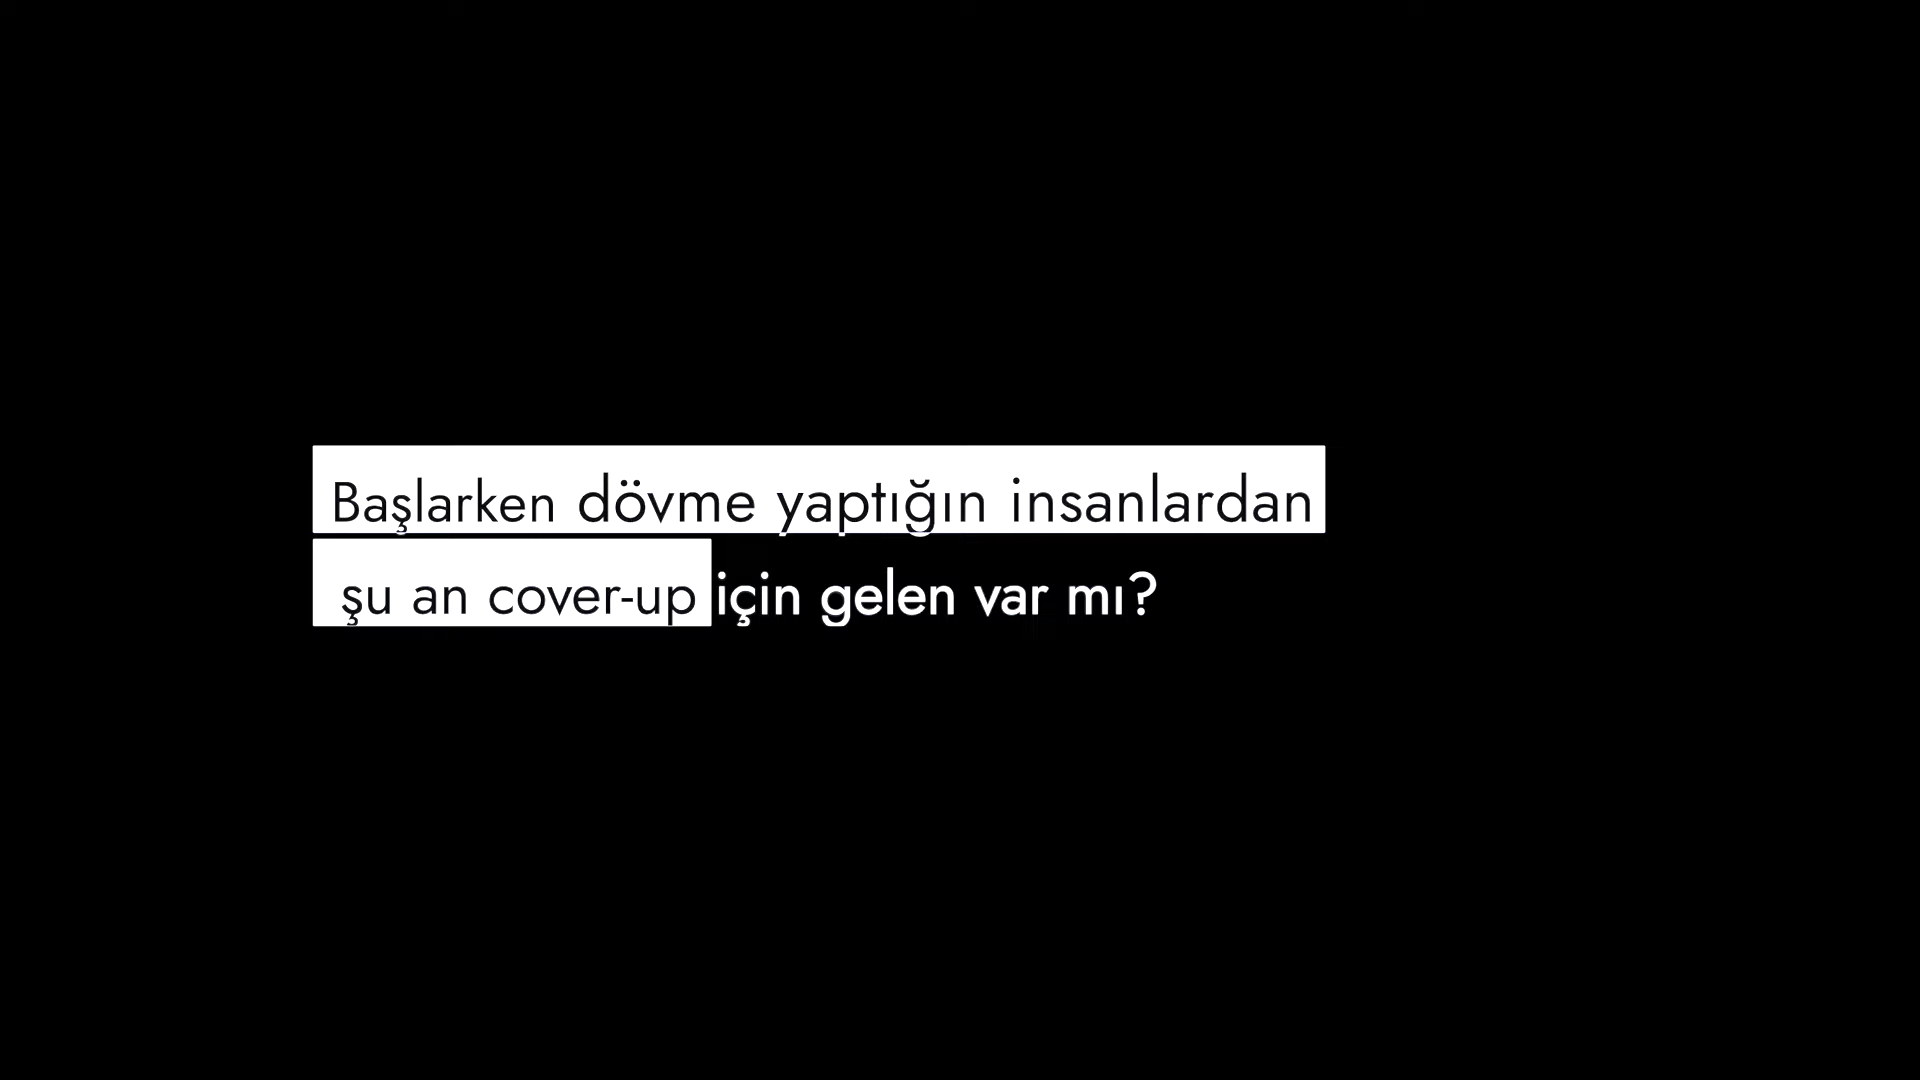 Başlarken dövme yaptığın insanlardan
şu an cover-up için gelen var mı?